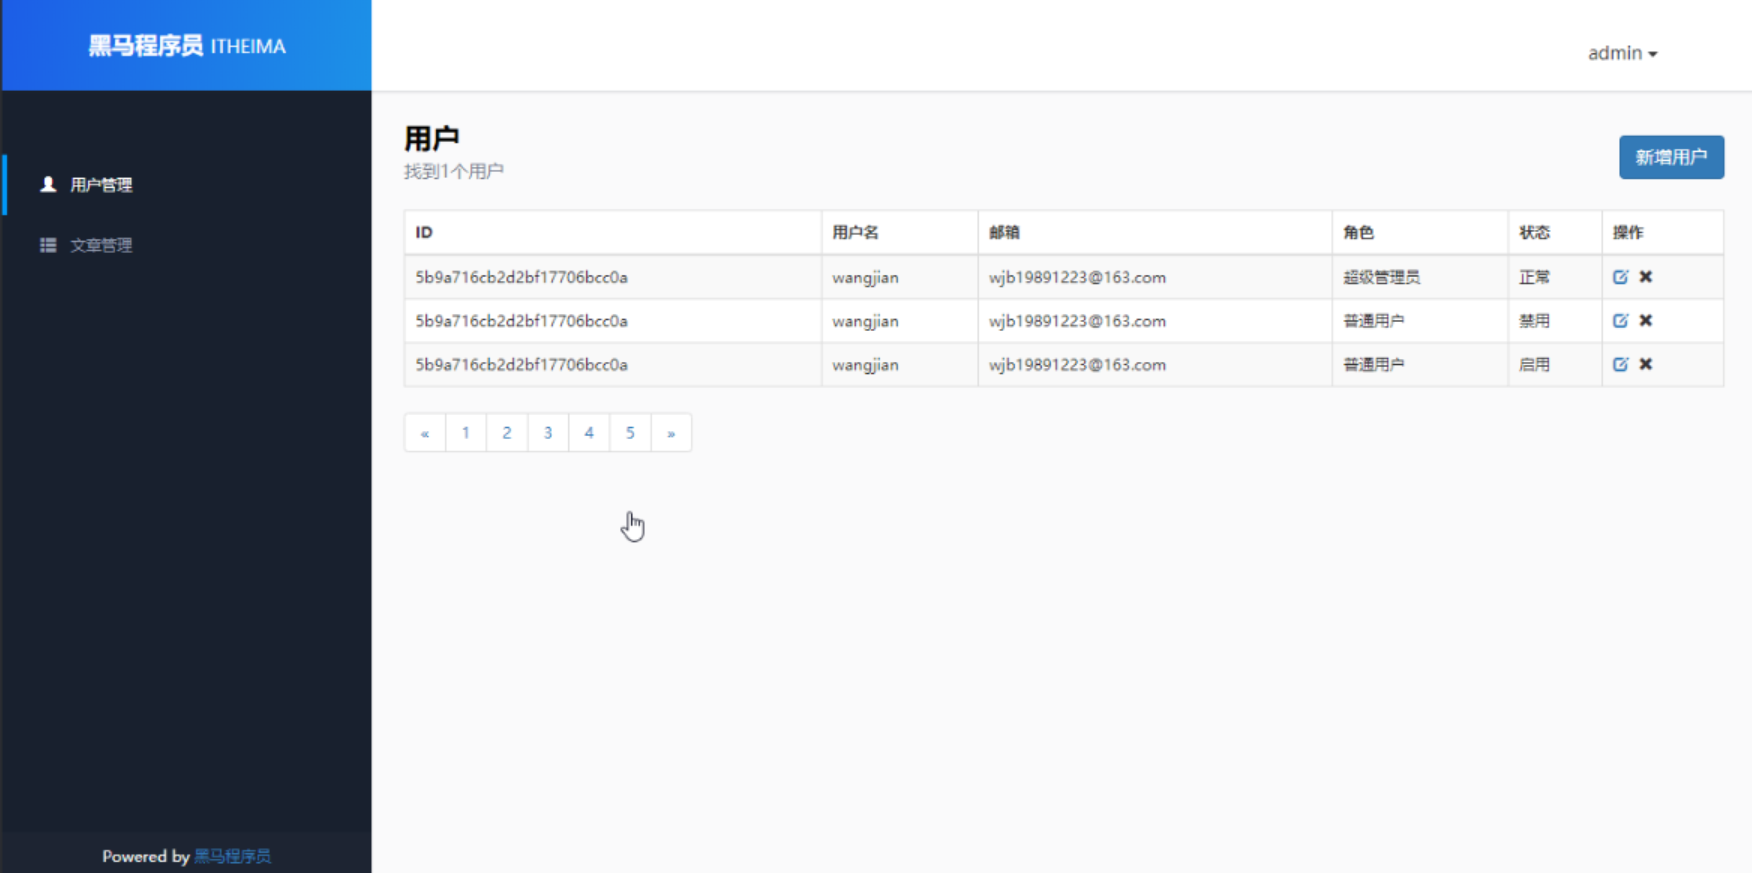 黑马程序员 ITHEIMA
admin
用户
找到1个用户
新增用户
用户管理
文章管理
ID 用户名 邮箱 角色 状态 操作
5b9a716cb2d2bf17706bcc0a wangjian wjb19891223@163.com 超级管理员 正常
5b9a716cb2d2bf17706bcc0a wangjian wjb19891223@163.com 普通用户 禁用
5b9a716cb2d2bf17706bcc0a wangjian wjb19891223@163.com 普通用户 启用
« 1 2 3 4 5 »
Powered by 黑马程序员